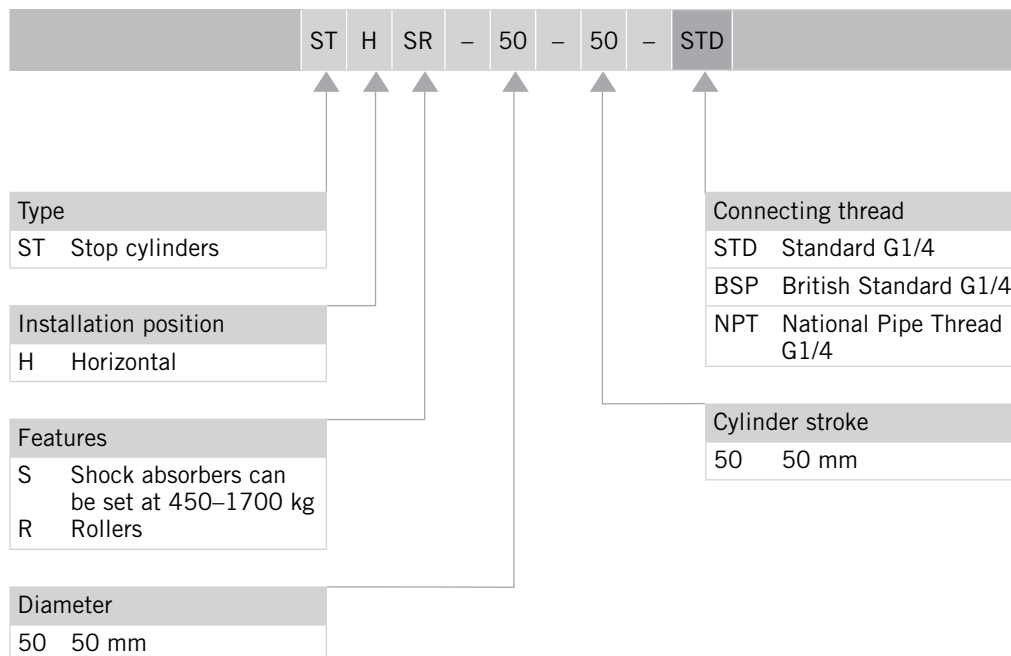 ST H SR – 50 – 50 – STD
Type
ST Stop cylinders
Installation position
H Horizontal
Features
S Shock absorbers can
be set at 450–1700 kg
R Rollers
Diameter
50 50 mm
Connecting thread
STD Standard G1/4
BSP British Standard G1/4
NPT National Pipe Thread
G1/4
Cylinder stroke
50 50 mm